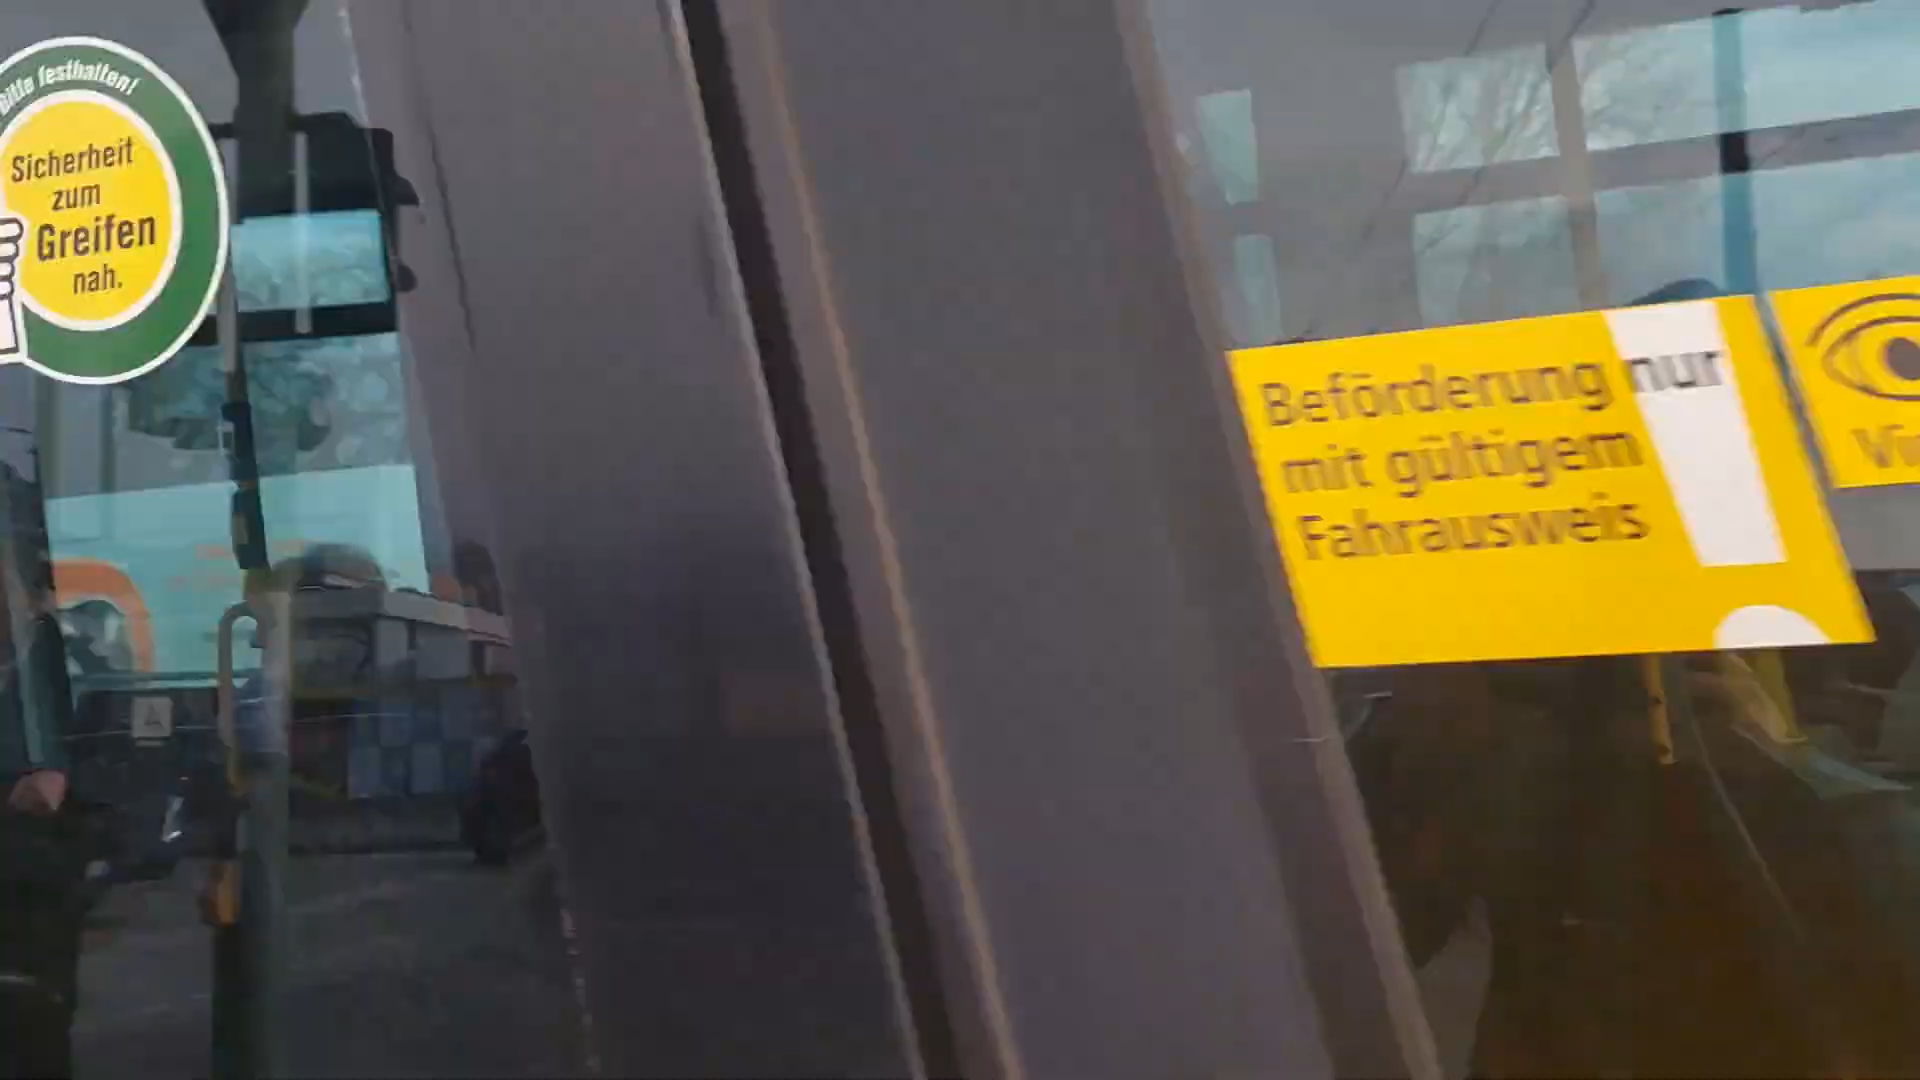 Bitte festhalten!
Sicherheit
zum
Greifen
nah.
Beförderung nur
mit gültigem
Fahrausweis